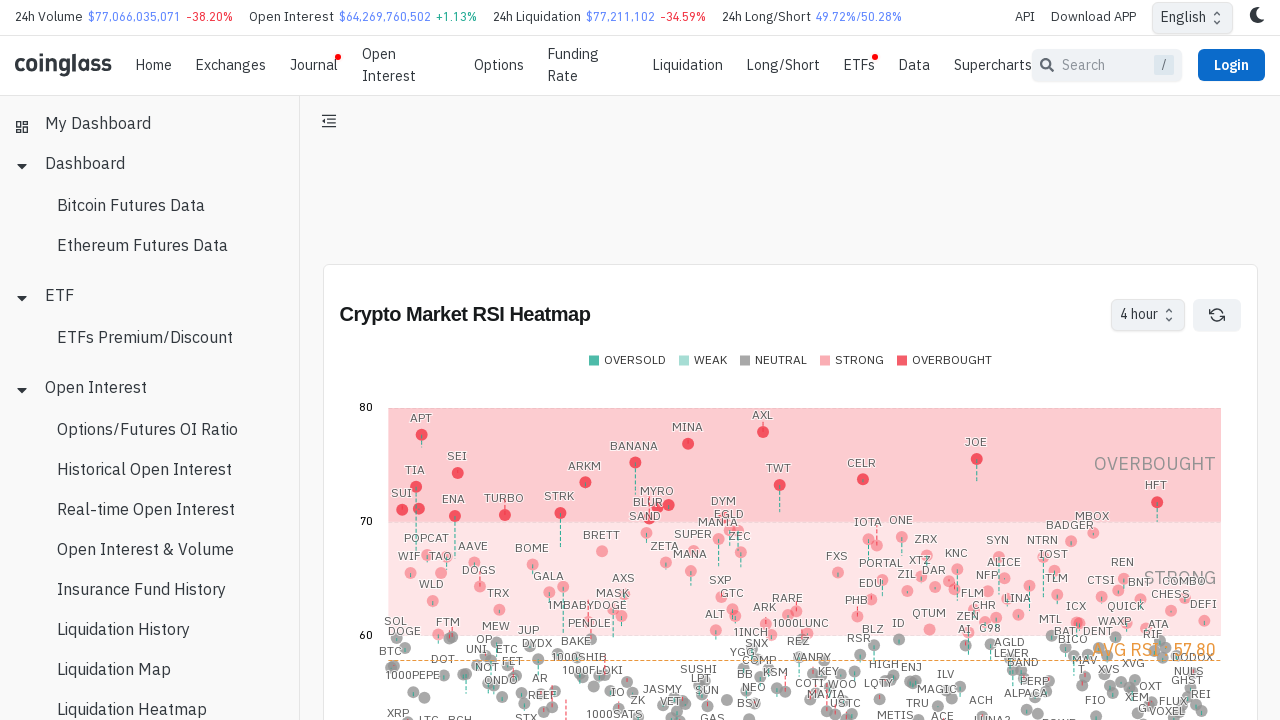 24h Volume $77,066,035,071 -38.20% Open Interest $64,269,760,502 +1.13% 24h Liquidation $77,211,102 -34.59% 24h Long/Short 49.72%/50.28% API Download APP English
coinglass Home Exchanges Journal Open Interest Options Funding Rate Liquidation Long/Short ETFs Data Supercharts Search / Login
My Dashboard
Dashboard
Bitcoin Futures Data
Ethereum Futures Data
ETF
ETFs Premium/Discount
Open Interest
Options/Futures OI Ratio
Historical Open Interest
Real-time Open Interest
Open Interest & Volume
Insurance Fund History
Liquidation History
Liquidation Map
Liquidation Heatmap
Crypto Market RSI Heatmap 4 hour
OVERSOLD WEAK NEUTRAL STRONG OVERBOUGHT
80
APT MINA AXL
BANANA JOE
SEI OVERBOUGHT
TIA ARKM TWT CELR
SUI ENA TURBO STRK MYRO HFT
BLUR DYM
70
SAND MANTA EGLD IOTA ONE BADGER MBOX
POPCAT BRETT SUPER ZEC ZRX SYN NTRN
WIF TAO AAVE BOME ZETA MANA FXS XTZ KNC IOST
DOGS PORTAL ALICE REN
WLD GALA AXS SXP EDU ZIL DAR NFP TLM CTSI BNT COMBO STRONG
TRX MASK GTC RARE PHB FLM LINA CHESS
1MBABYDOGE ARK CHR ICX QUICK DEFI
SOL FTM PENDLE ALT 1000LUNC QTUM ZEN MTL WAXP
60
DOGE MEW JUP 1INCH BLZ ID AI C98 BAT DENT ATA
OP DYDX BAKE SNX REZ RSR AGLD BICO RIF
BTC UNI ETC YGG LEVER AVG RSI: 57.80
DOT FET 1000SHIB COMP VANRY BAND MAV DODOX
NOT HIGH ENJ T XVG
1000PEPE ONDO AR 1000FLOKI SUSHI BB KSM KEY ILV PERP XVS NULS
LPT COTI WOO LQTY GHST
REEF IO JASMY SUN NEO MAVIA MAGIC ALPACA OXT REI
ZK VET BSV USTC TRU ACH FIO XEM FLUX
XRP LTC BCH STX 1000SATS GAS METIS ACE VOXEL